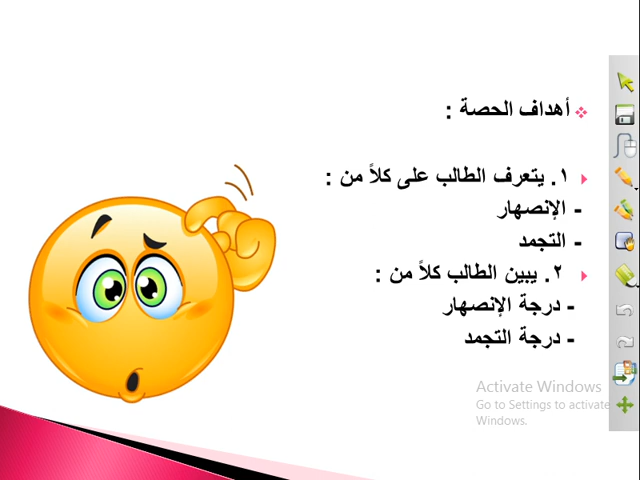 أهداف الحصة :
١. يتعرف الطالب على كلاً من :
- الإنصهار
- التجمد
٢. يبين الطالب كلاً من :
- درجة الإنصهار
- درجة التجمد
Activate Windows
Go to Settings to activate
Windows.